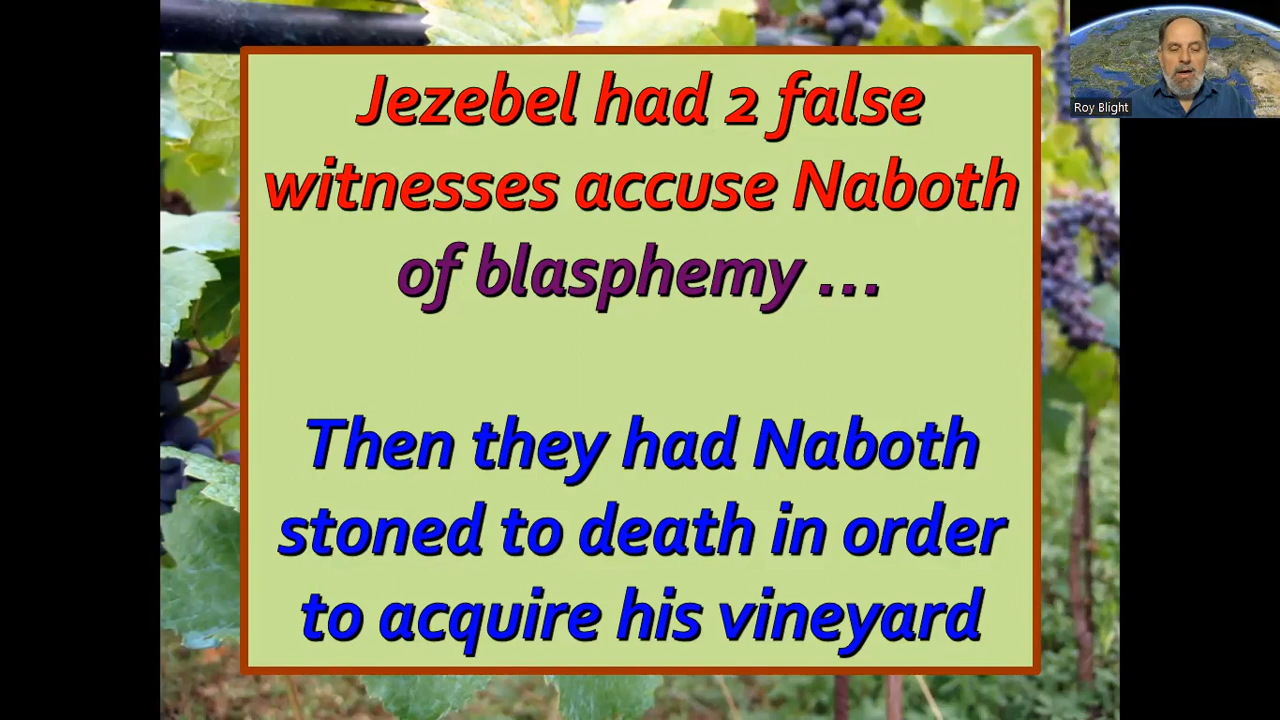 Jezebel had 2 false
witnesses accuse Naboth
of blasphemy ...
Then they had Naboth
stoned to death in order
to acquire his vineyard
Roy Blight